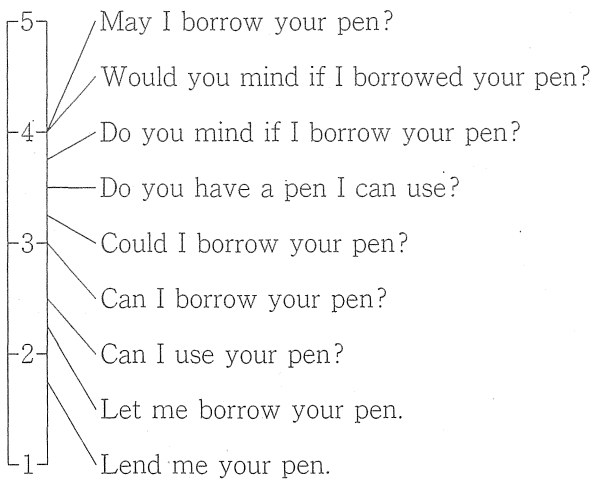 5 May I borrow your pen?
Would you mind if I borrowed your pen?
4 Do you mind if I borrow your pen?
Do you have a pen I can use?
3 Could I borrow your pen?
Can I borrow your pen?
2 Can I use your pen?
Let me borrow your pen.
1 Lend me your pen.